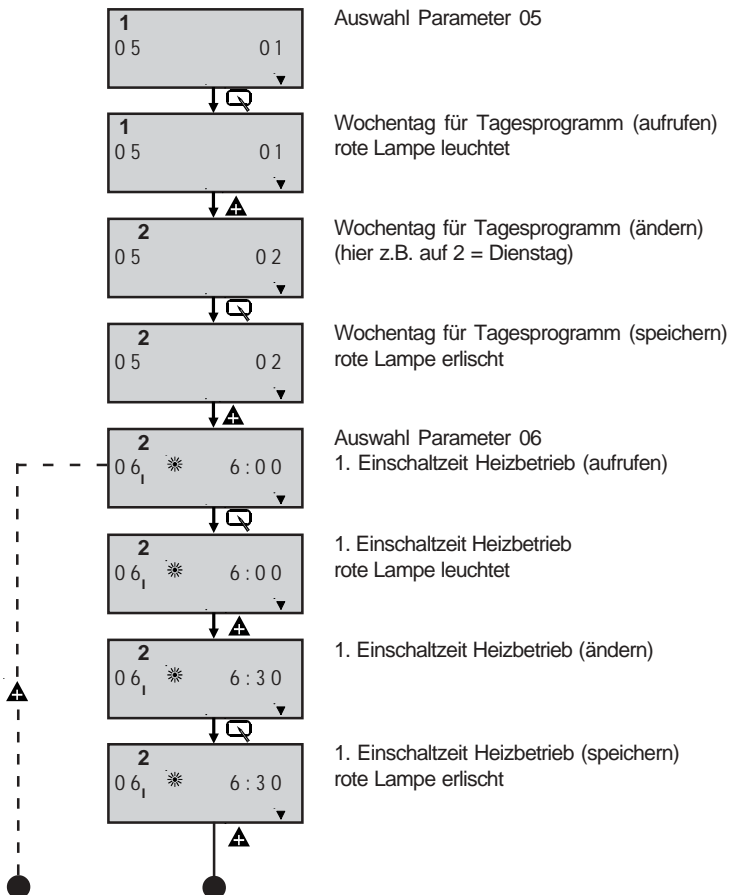 1
05 01
Auswahl Parameter 05
1
05 01
Wochentag für Tagesprogramm (aufrufen)
rote Lampe leuchtet
2
05 02
Wochentag für Tagesprogramm (ändern)
(hier z.B. auf 2 = Dienstag)
2
05 02
Wochentag für Tagesprogramm (speichern)
rote Lampe erlischt
2
06 I 6:00
Auswahl Parameter 06
1. Einschaltzeit Heizbetrieb (aufrufen)
2
06 I 6:00
1. Einschaltzeit Heizbetrieb
rote Lampe leuchtet
2
06 I 6:30
1. Einschaltzeit Heizbetrieb (ändern)
2
06 I 6:30
1. Einschaltzeit Heizbetrieb (speichern)
rote Lampe erlischt